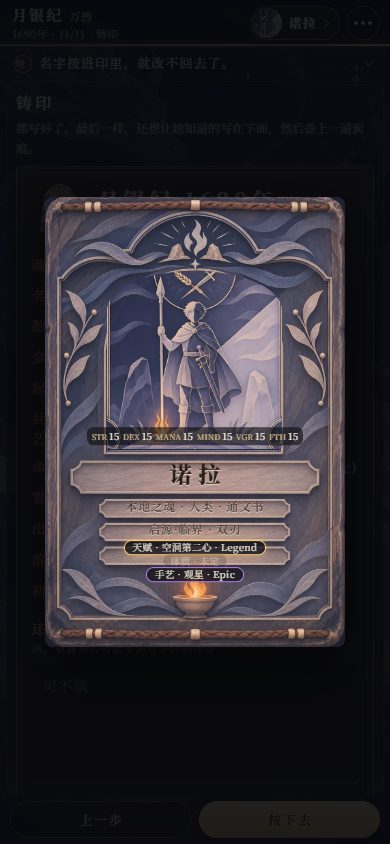 月银纪 万兽
1690年 · 11/11 · 铸印
诺拉
名字按进印里，就改不回去了。
铸印
都写好了。最后一样，还想让她知道的写在下面，然后盖上一道炭痕。
STR 15 DEX 15 MANA 15 MIND 15 VGR 15 FTH 15
诺拉
本地之魂 · 人类 · 通文书
启源·临界 · 双刃
天赋 · 空洞第二心 · Legend
手艺 · 观星 · Epic
可不填
上一步
按下去